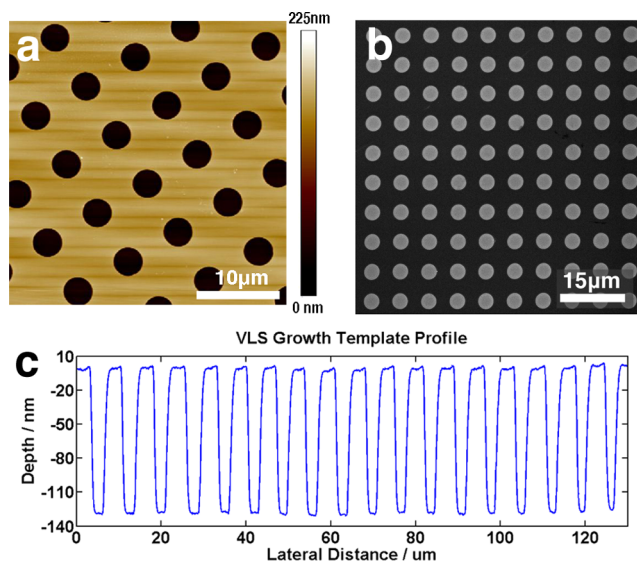 a
225nm
0 nm
10μm
b
15μm
c
VLS Growth Template Profile
Depth / nm
10
-20
-50
-80
-110
-140
0
20
40
60
80
100
120
Lateral Distance / um